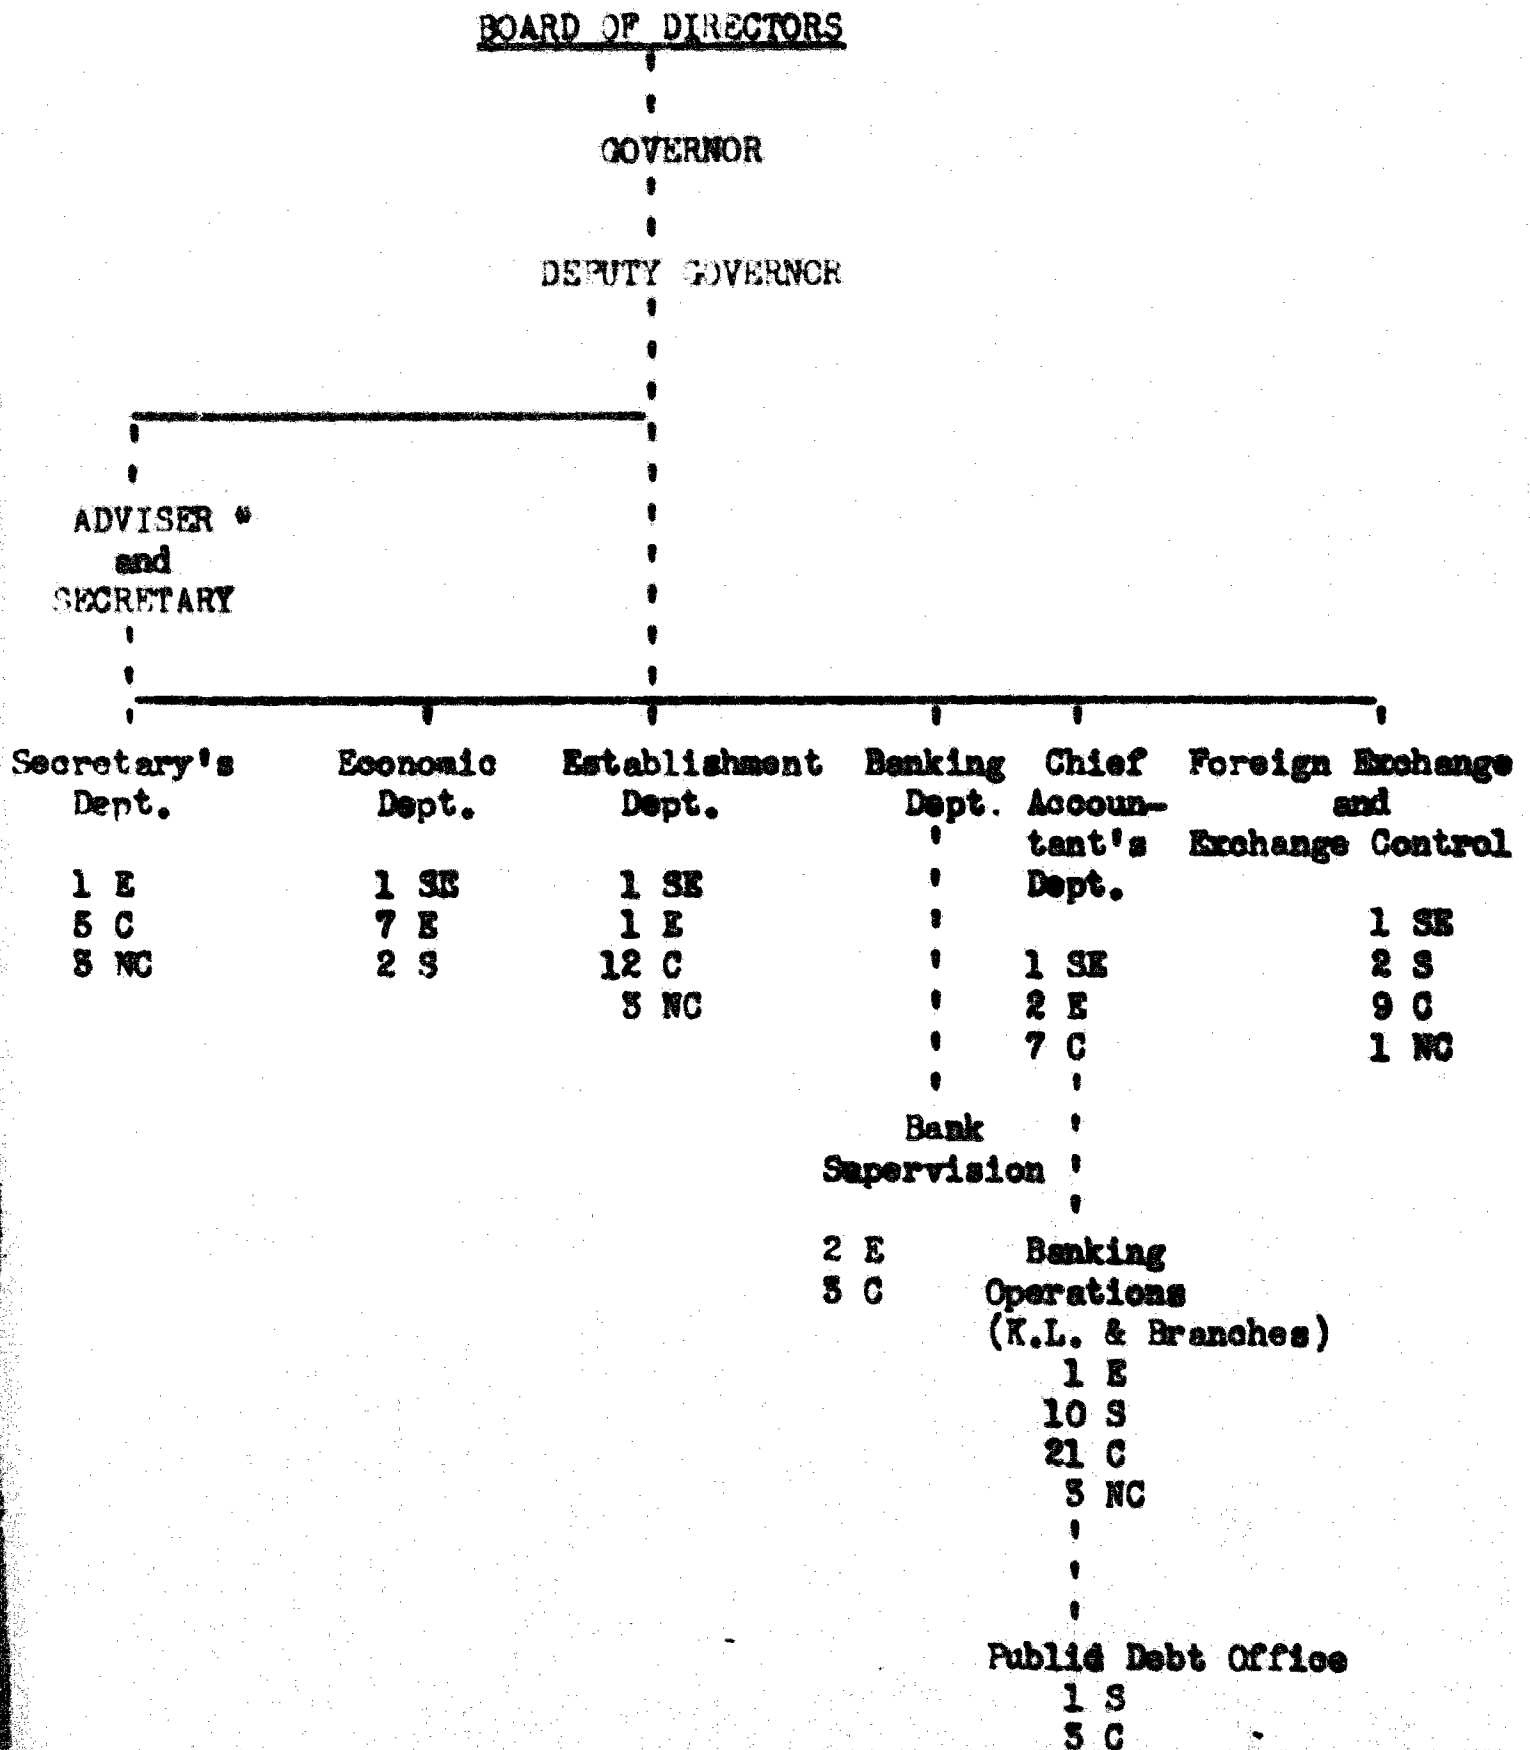 BOARD OF DIRECTORS
GOVERNOR
DEPUTY GOVERNOR
ADVISER *
and
SECRETARY
Secretary's
Dept.
1 E
5 C
3 NC
Economic
Dept.
1 SE
7 E
2 S
Establishment
Dept.
1 SE
1 E
12 C
3 NC
Banking
Dept.
Bank
Supervision
2 E
3 C
Chief
Accoun-
tant's
Dept.
1 SE
2 E
7 C
Banking
Operations
(K.L. & Branches)
1 E
10 S
21 C
3 NC
Public Debt Office
1 S
3 C
Foreign Exchange
and
Exchange Control
1 SE
2 S
9 C
1 NC